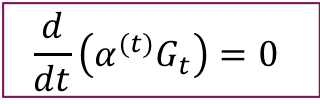 d/dt (α^(t) G_t) = 0